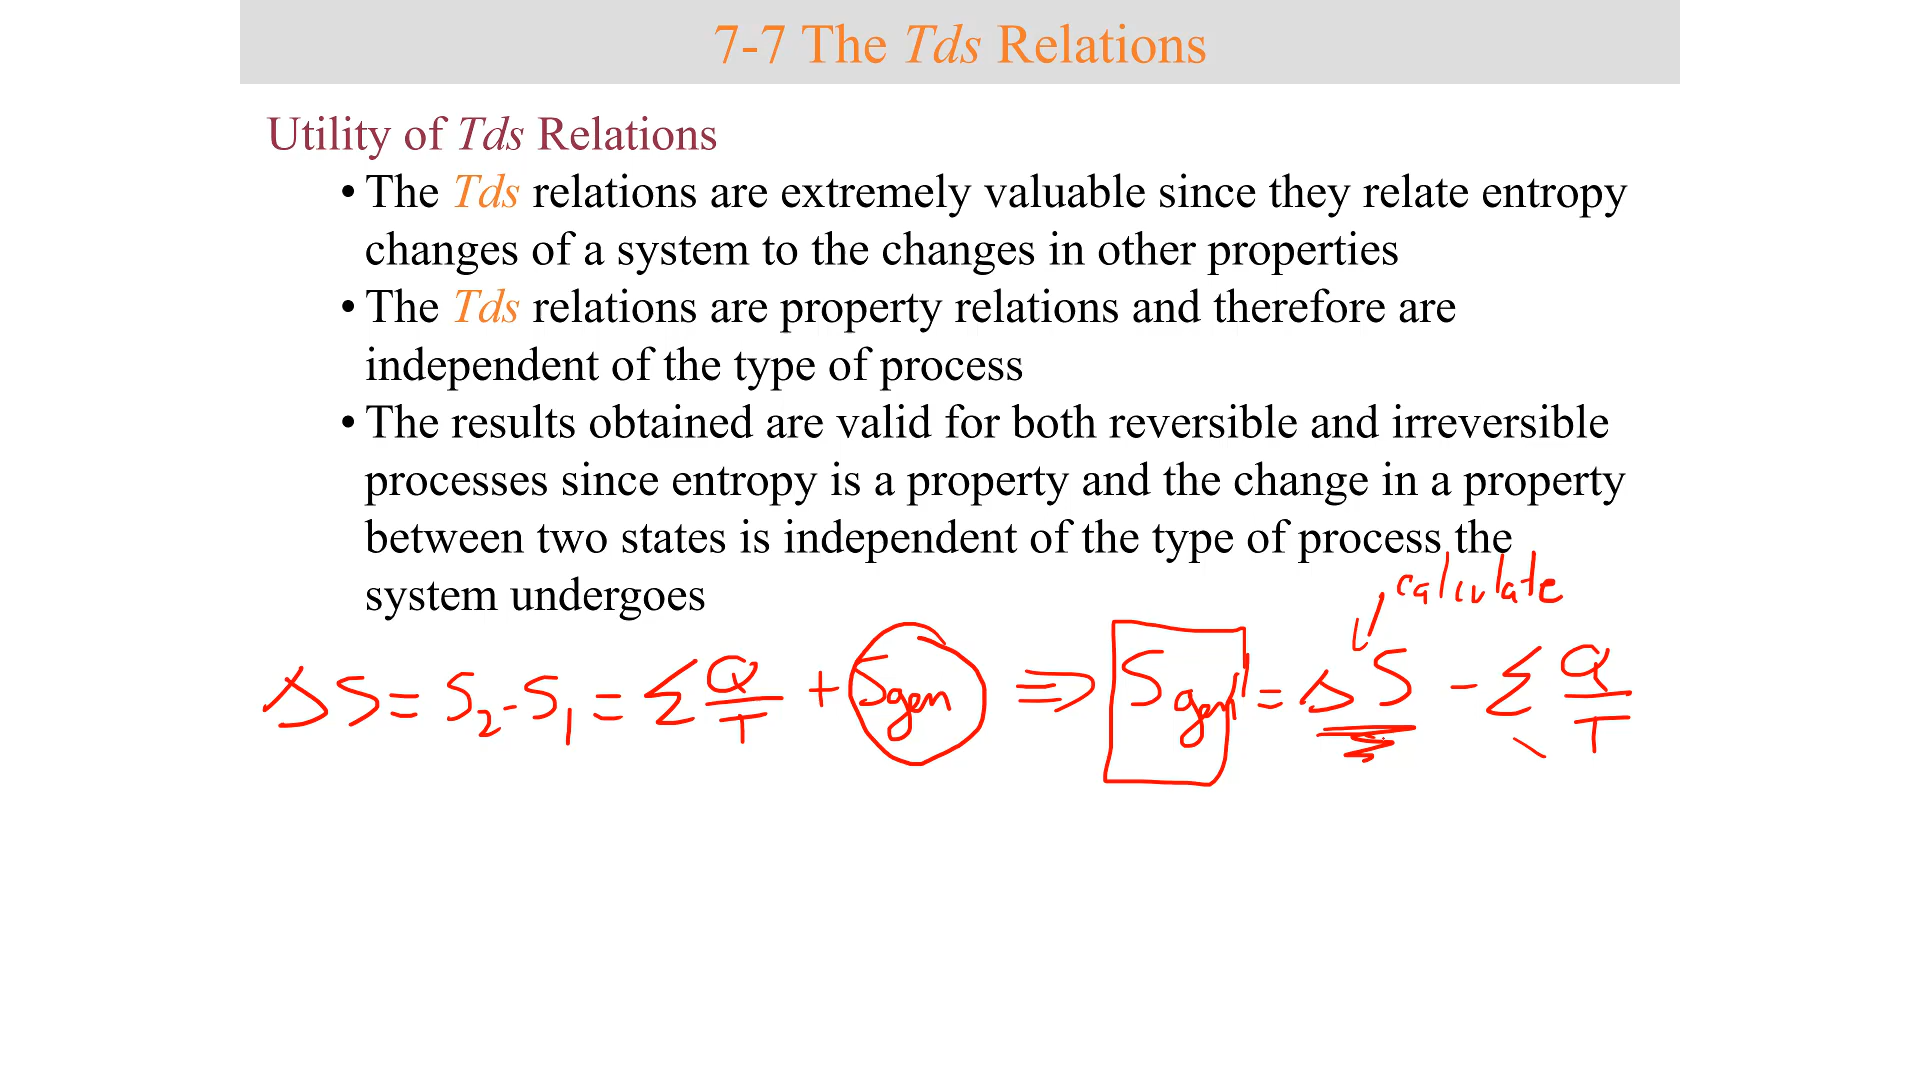 7-7 The Tds Relations
Utility of Tds Relations
• The Tds relations are extremely valuable since they relate entropy
changes of a system to the changes in other properties
• The Tds relations are property relations and therefore are
independent of the type of process
• The results obtained are valid for both reversible and irreversible
processes since entropy is a property and the change in a property
between two states is independent of the type of process the
system undergoes
calculate
ΔS = S₂ - S₁ = Σ Q/T + Sgen ⇒ Sgen = ΔS - Σ Q/T